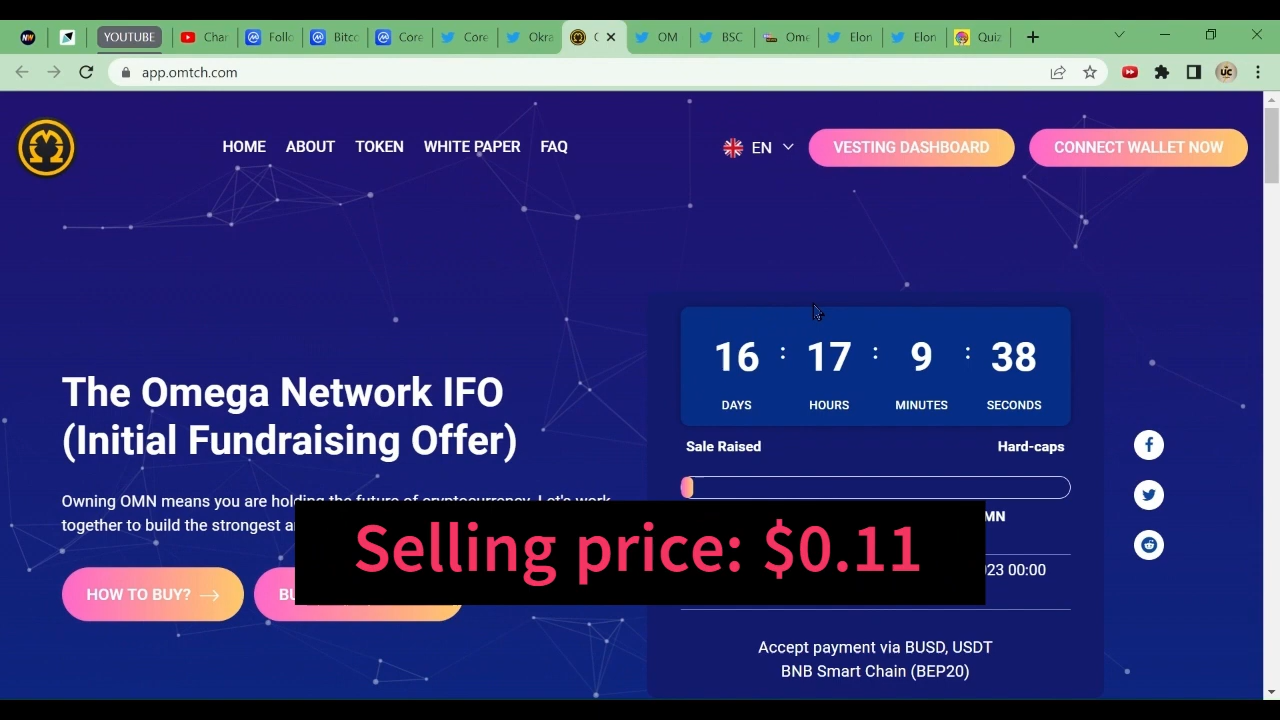 YOUTUBE
Char
Follo
Bitco
Core
Core
Okra
OM
BSC
Ome
Elon
Elon
Quiz
app.omtch.com
UC
HOME ABOUT TOKEN WHITE PAPER FAQ
EN
VESTING DASHBOARD
CONNECT WALLET NOW
16 : 17 : 9 : 38
DAYS HOURS MINUTES SECONDS
Sale Raised Hard-caps
The Omega Network IFO
(Initial Fundraising Offer)
Owning OMN means you are holding the future of cryptocurrency. Let's work
together to build the strongest
MN
23 00:00
Selling price: $0.11
HOW TO BUY?
Accept payment via BUSD, USDT
BNB Smart Chain (BEP20)